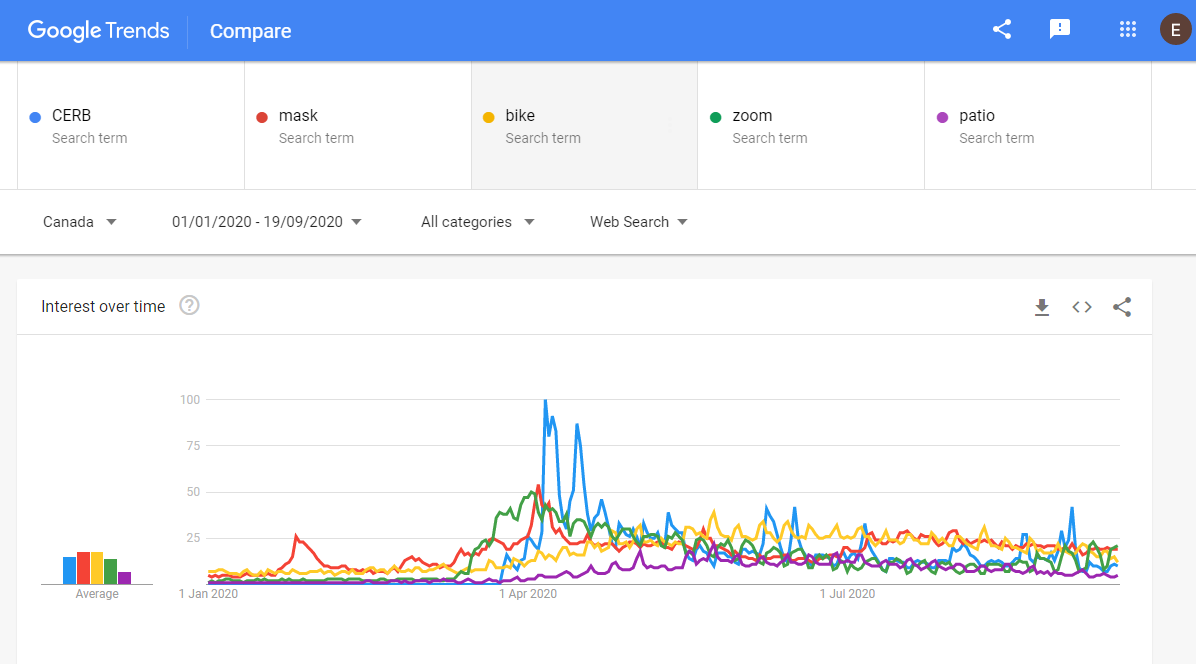 Google Trends Compare E
CERB mask bike zoom patio
Search term Search term Search term Search term Search term
Canada 01/01/2020 - 19/09/2020 All categories Web Search
Interest over time ?
100
75
50
25
Average 1 Jan 2020 1 Apr 2020 1 Jul 2020